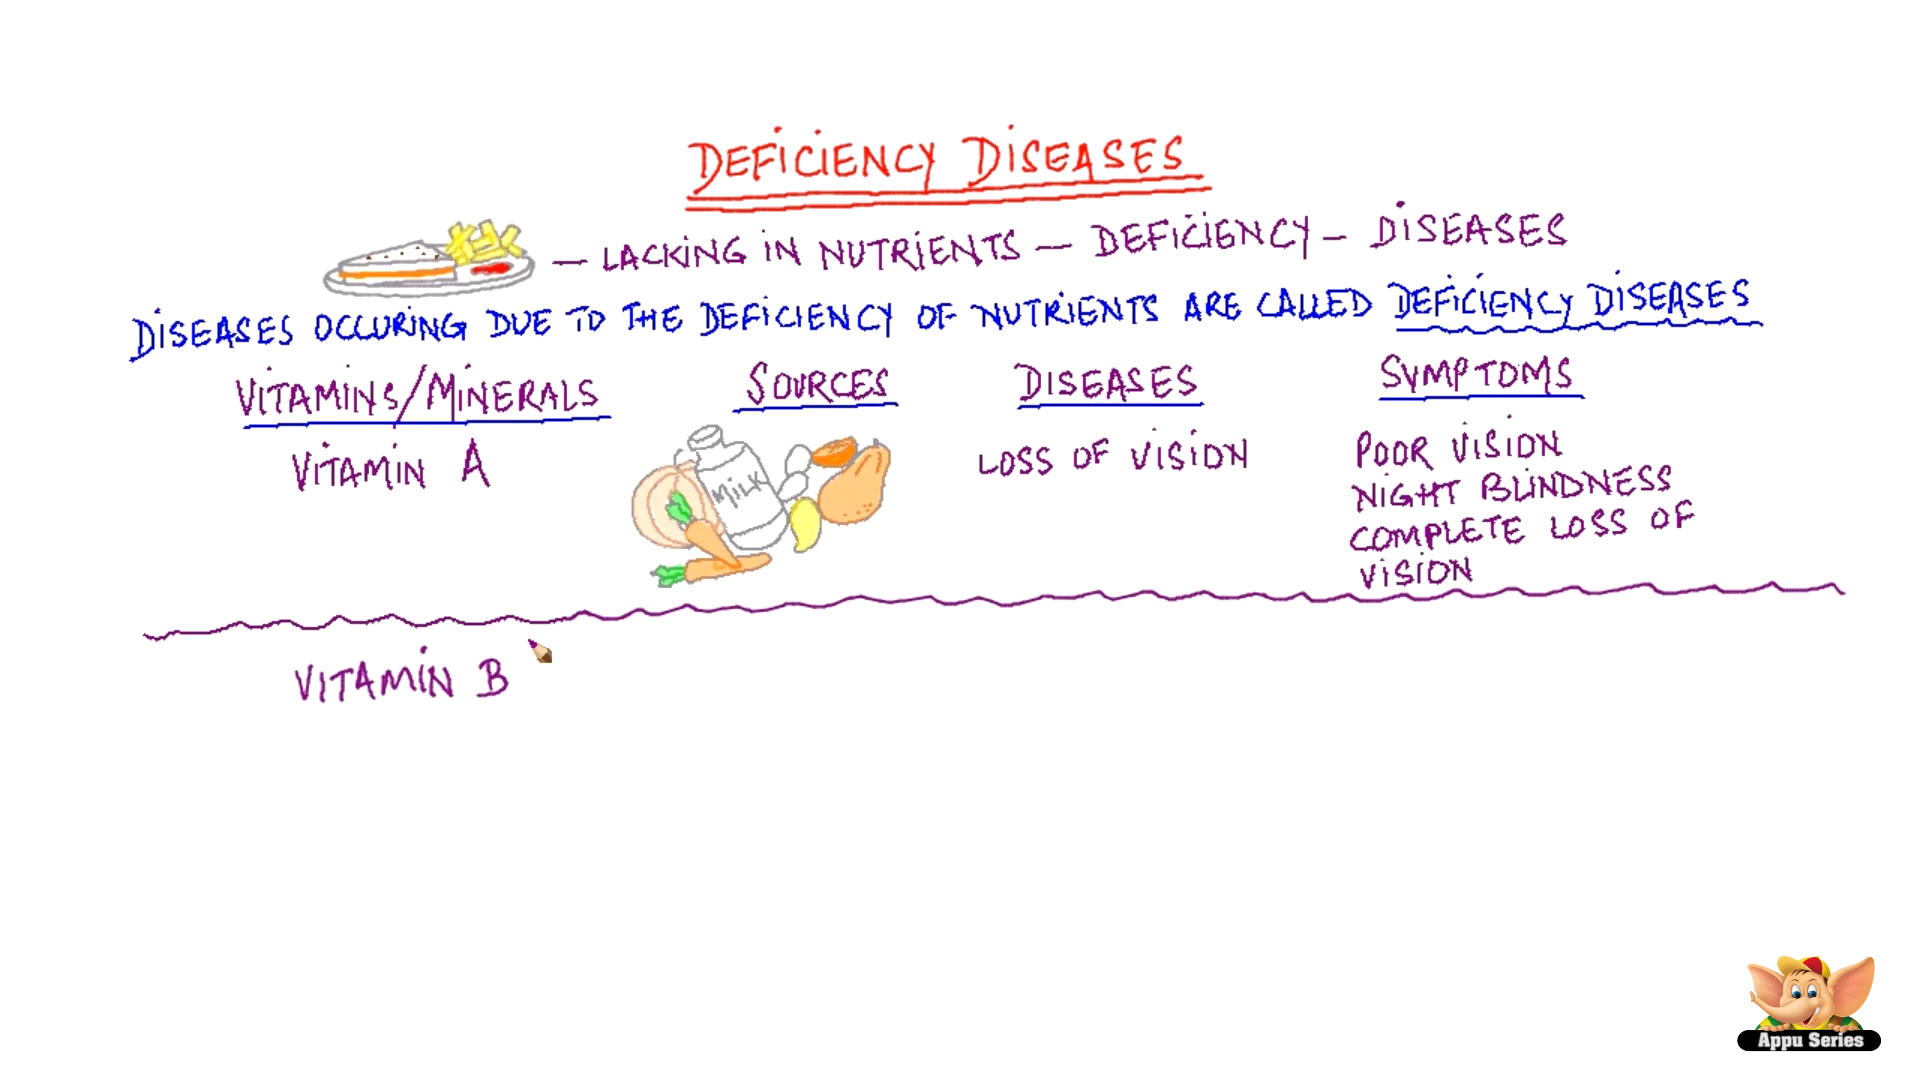 DEFICIENCY DISEASES
— LACKING IN NUTRIENTS — DEFICIENCY — DISEASES
DISEASES OCCURING DUE TO THE DEFICIENCY OF NUTRIENTS ARE CALLED DEFICIENCY DISEASES
VITAMINS/MINERALS SOURCES DISEASES SYMPTOMS
VITAMIN A MILK LOSS OF VISION POOR VISION
NIGHT BLINDNESS
COMPLETE LOSS OF
VISION
VITAMIN B
Appu Series